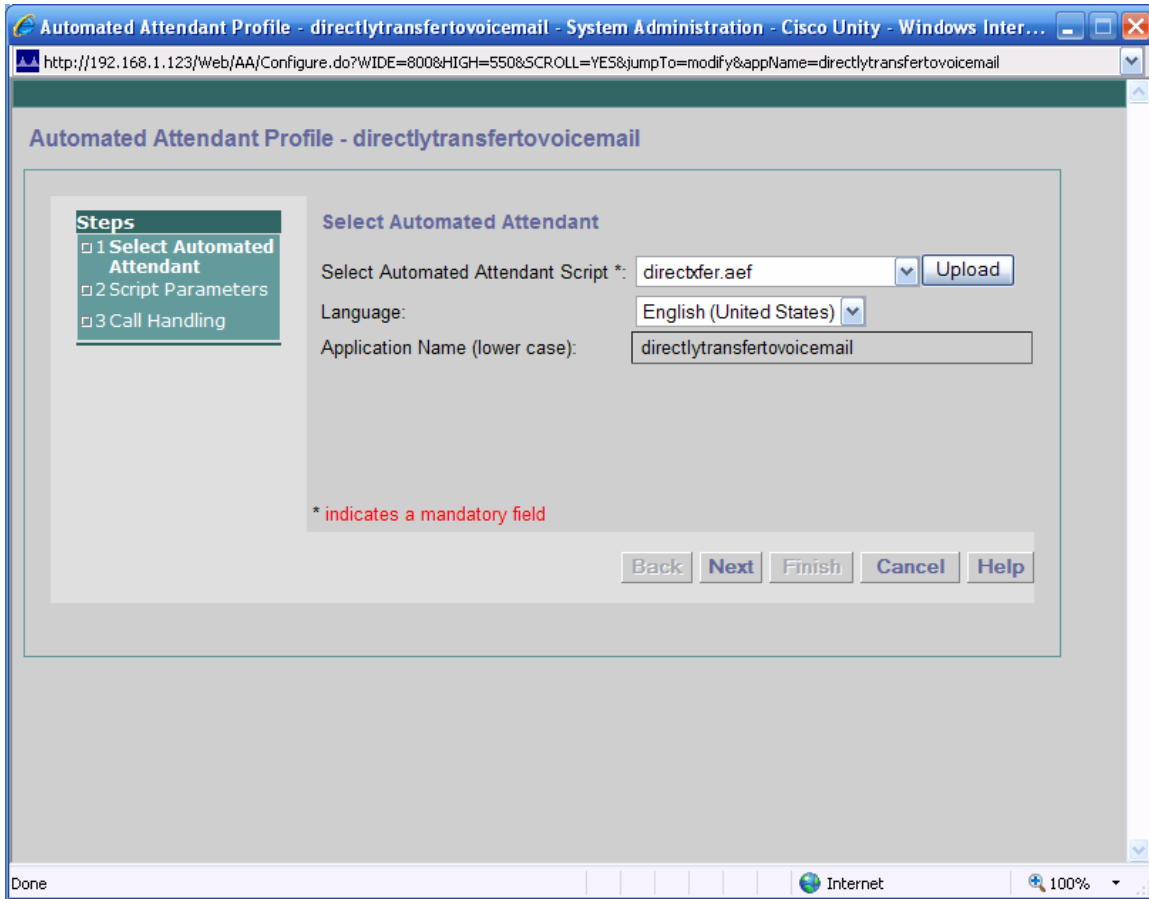 Automated Attendant Profile - directlytransfertovoicemail - System Administration - Cisco Unity - Windows Inter...
http://192.168.1.123/Web/AA/Configure.do?WIDE=800&HIGH=550&SCROLL=YES&jumpTo=modify&appName=directlytransfertovoicemail
Automated Attendant Profile - directlytransfertovoicemail
Steps
1 Select Automated
Attendant
2 Script Parameters
3 Call Handling
Select Automated Attendant
Select Automated Attendant Script *: directxfer.aef Upload
Language: English (United States)
Application Name (lower case): directlytransfertovoicemail
* indicates a mandatory field
Back Next Finish Cancel Help
Done Internet 100%